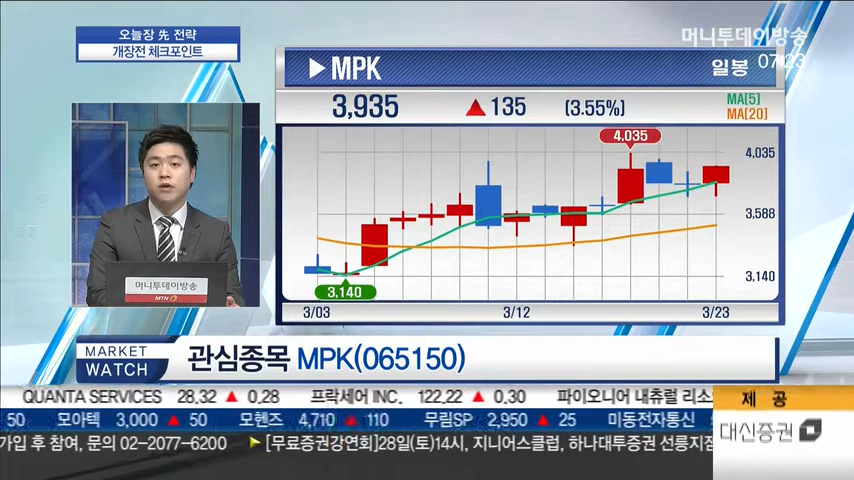 오늘장 先 전략
개장전 체크포인트
머니투데이방송
07:23
▶ MPK
일봉
3,935 ▲ 135 (3.55%)
MA[5]
MA[20]
4,035
4,035
3,588
3,140
3,140
3/03 3/12 3/23
머니투데이방송
MTN
MARKET
WATCH
관심종목 MPK(065150)
QUANTA SERVICES 28,32 ▲ 0,28 프락세어 INC. 122,22 ▲ 0,30 파이오니어 내츄럴 리소
50 모아텍 3,000 ▲ 50 모헨즈 4,710 ▲ 110 무림SP 2,950 ▲ 25 미동전자통신
가입 후 참여, 문의 02-2077-6200 ▶ [무료증권강연회]28일(토)14시, 지니어스클럽, 하나대투증권 선릉지점
제 공
대신증권